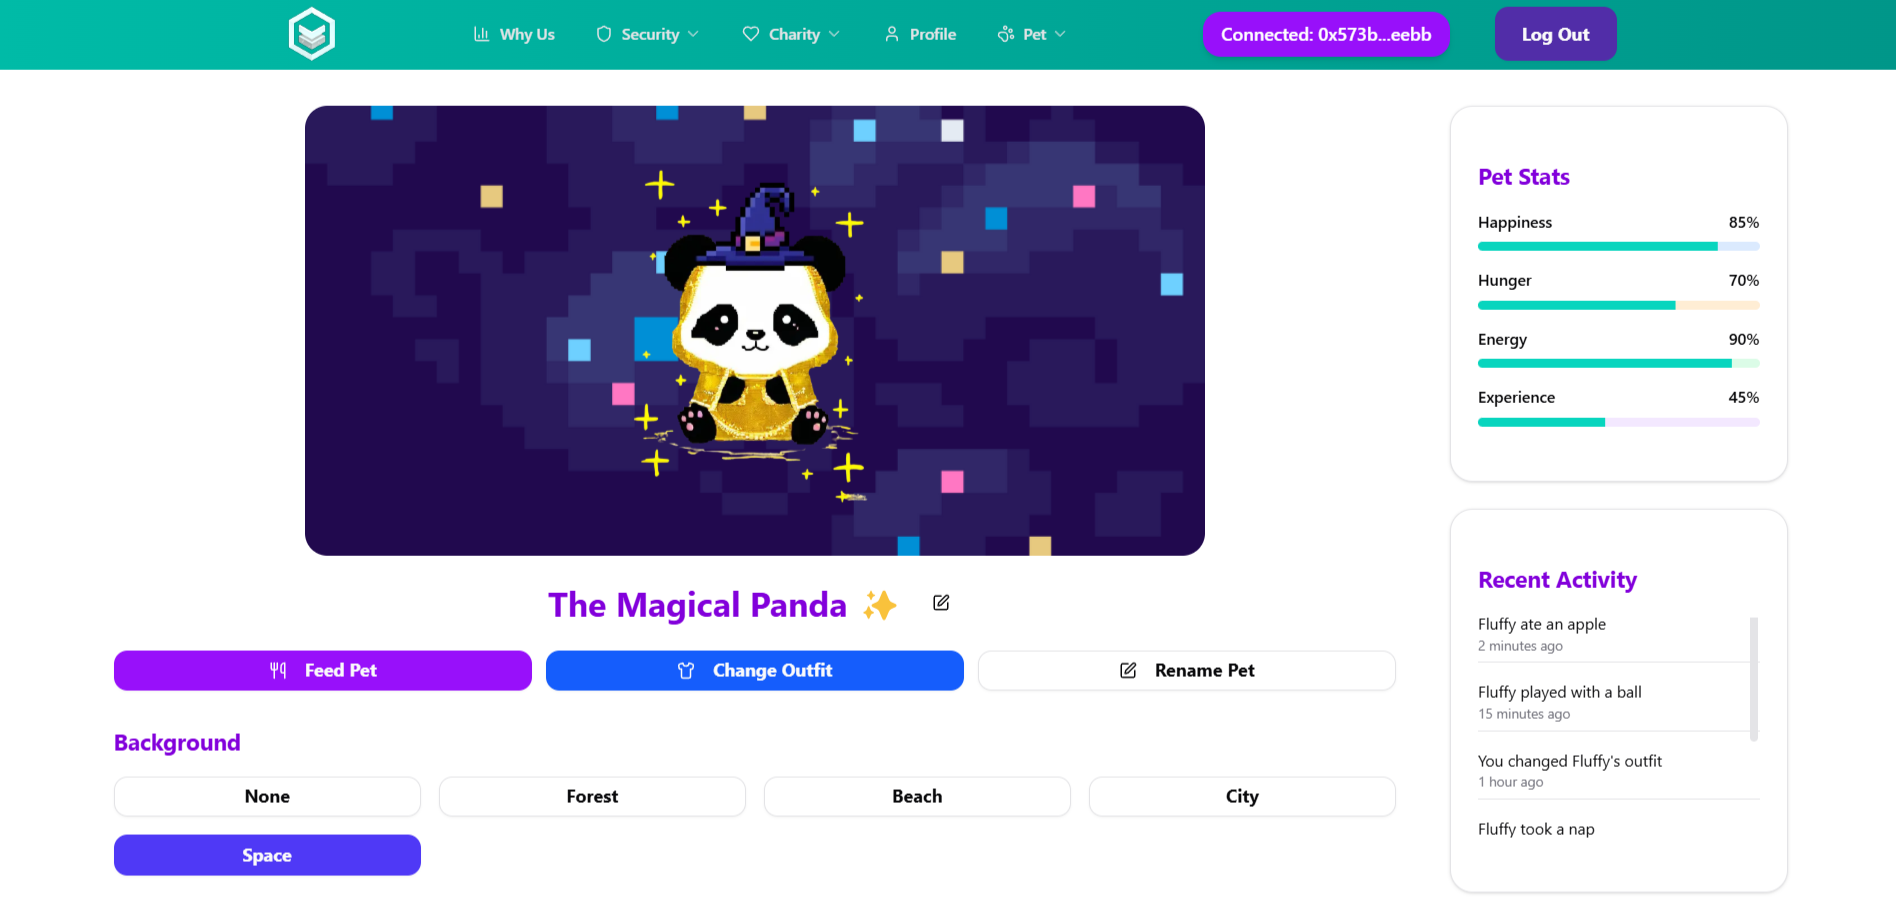 Why Us
Security
Charity
Profile
Pet
Connected: 0x573b...eebb
Log Out
The Magical Panda ✨
Feed Pet
Change Outfit
Rename Pet
Background
None
Forest
Beach
City
Space
Pet Stats
Happiness 85%
Hunger 70%
Energy 90%
Experience 45%
Recent Activity
Fluffy ate an apple
2 minutes ago
Fluffy played with a ball
15 minutes ago
You changed Fluffy's outfit
1 hour ago
Fluffy took a nap